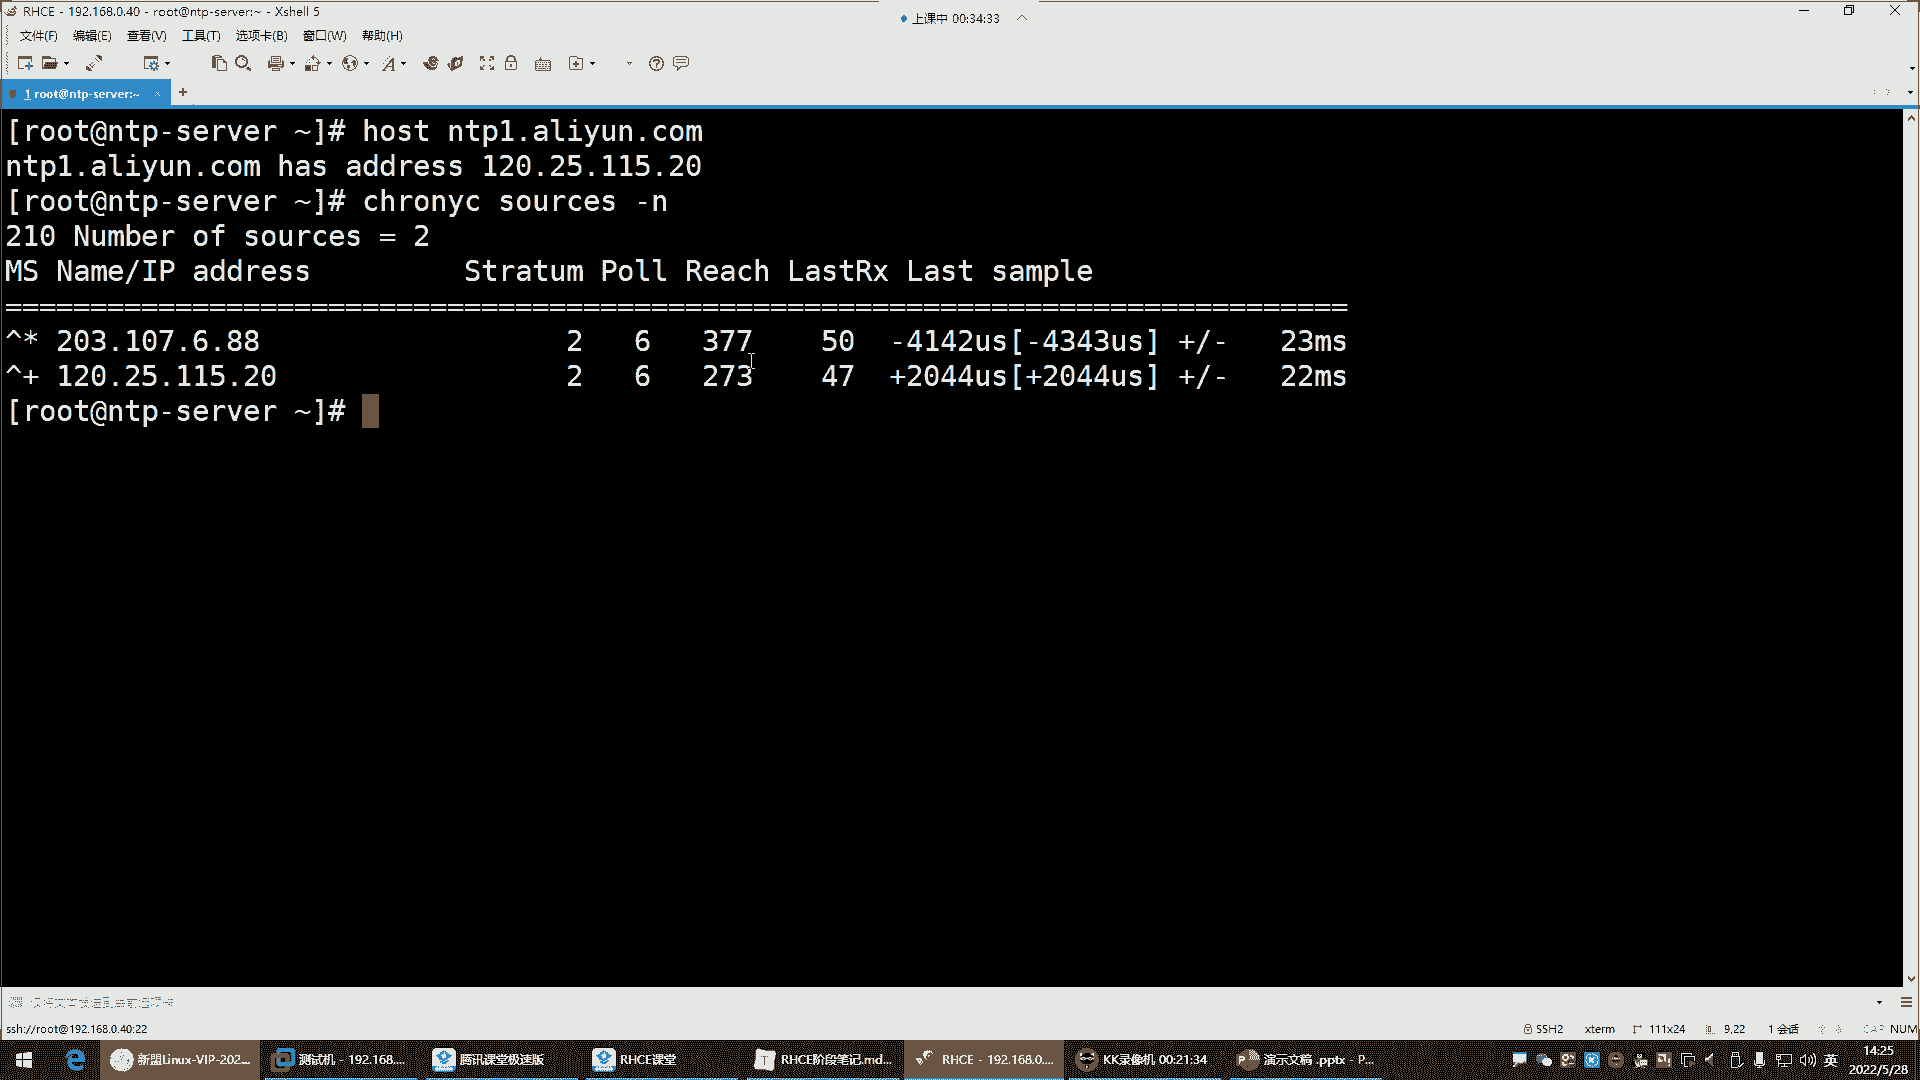 RHCE - 192.168.0.40 - root@ntp-server:~ - Xshell 5
上课中 00:34:33
文件(F) 编辑(E) 查看(V) 工具(T) 选项卡(B) 窗口(W) 帮助(H)
1 root@ntp-server:~ × +
[root@ntp-server ~]# host ntp1.aliyun.com
ntp1.aliyun.com has address 120.25.115.20
[root@ntp-server ~]# chronyc sources -n
210 Number of sources = 2
MS Name/IP address         Stratum Poll Reach LastRx Last sample
===============================================================================
^* 203.107.6.88                  2   6   377    50  -4142us[-4343us] +/-   23ms
^+ 120.25.115.20                 2   6   273    47  +2044us[+2044us] +/-   22ms
[root@ntp-server ~]#
ssh://root@192.168.0.40:22
SSH2 xterm 111x24 9,22 1 会话 CAP NUM
新盟Linux-VIP-202... 测试机 - 192.168.... 腾讯课堂极速版 RHCE课堂 RHCE阶段笔记.md... RHCE - 192.168.0.... KK录像机 00:21:34 演示文稿 .pptx - P... 英
14:25
2022/5/28